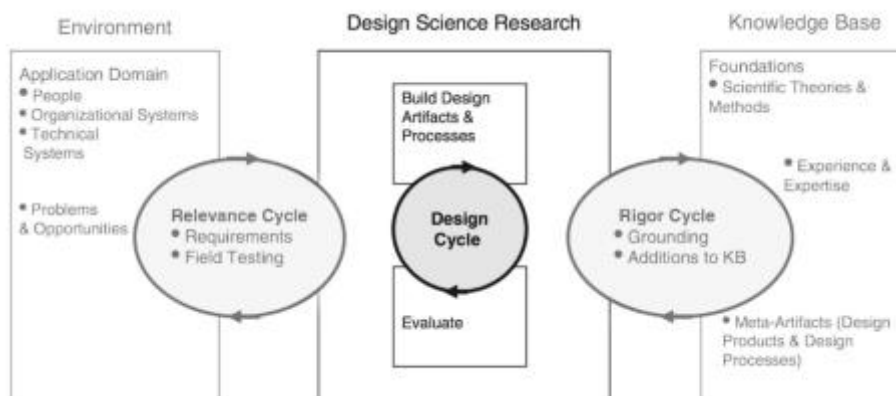 Environment
Design Science Research
Knowledge Base
Application Domain
• People
• Organizational Systems
• Technical
Systems
• Problems
& Opportunities
Relevance Cycle
• Requirements
• Field Testing
Build Design
Artifacts &
Processes
Design
Cycle
Evaluate
Rigor Cycle
• Grounding
• Additions to KB
Foundations
• Scientific Theories &
Methods
• Experience &
Expertise
• Meta-Artifacts (Design
Products & Design
Processes)